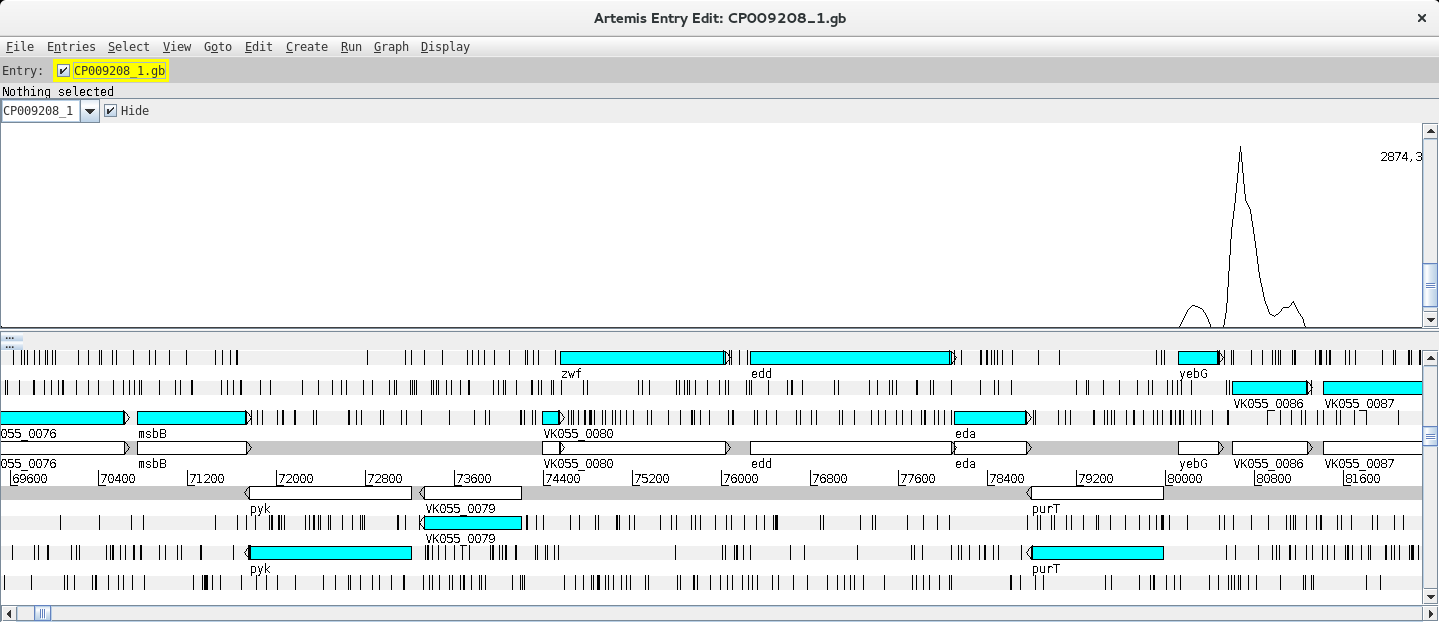 Artemis Entry Edit: CP009208_1.gb
File Entries Select View Goto Edit Create Run Graph Display
Entry: CP009208_1.gb
Nothing selected
CP009208_1 Hide
2874,3
zwf edd yebG
VK055_0086 VK055_0087
055_0076 msbB VK055_0080 eda
055_0076 msbB VK055_0080 edd eda yebG VK055_0086 VK055_0087
69600 70400 71200 72000 72800 73600 74400 75200 76000 76800 77600 78400 79200 80000 80800 81600
pyk VK055_0079 purT
VK055_0079
pyk purT